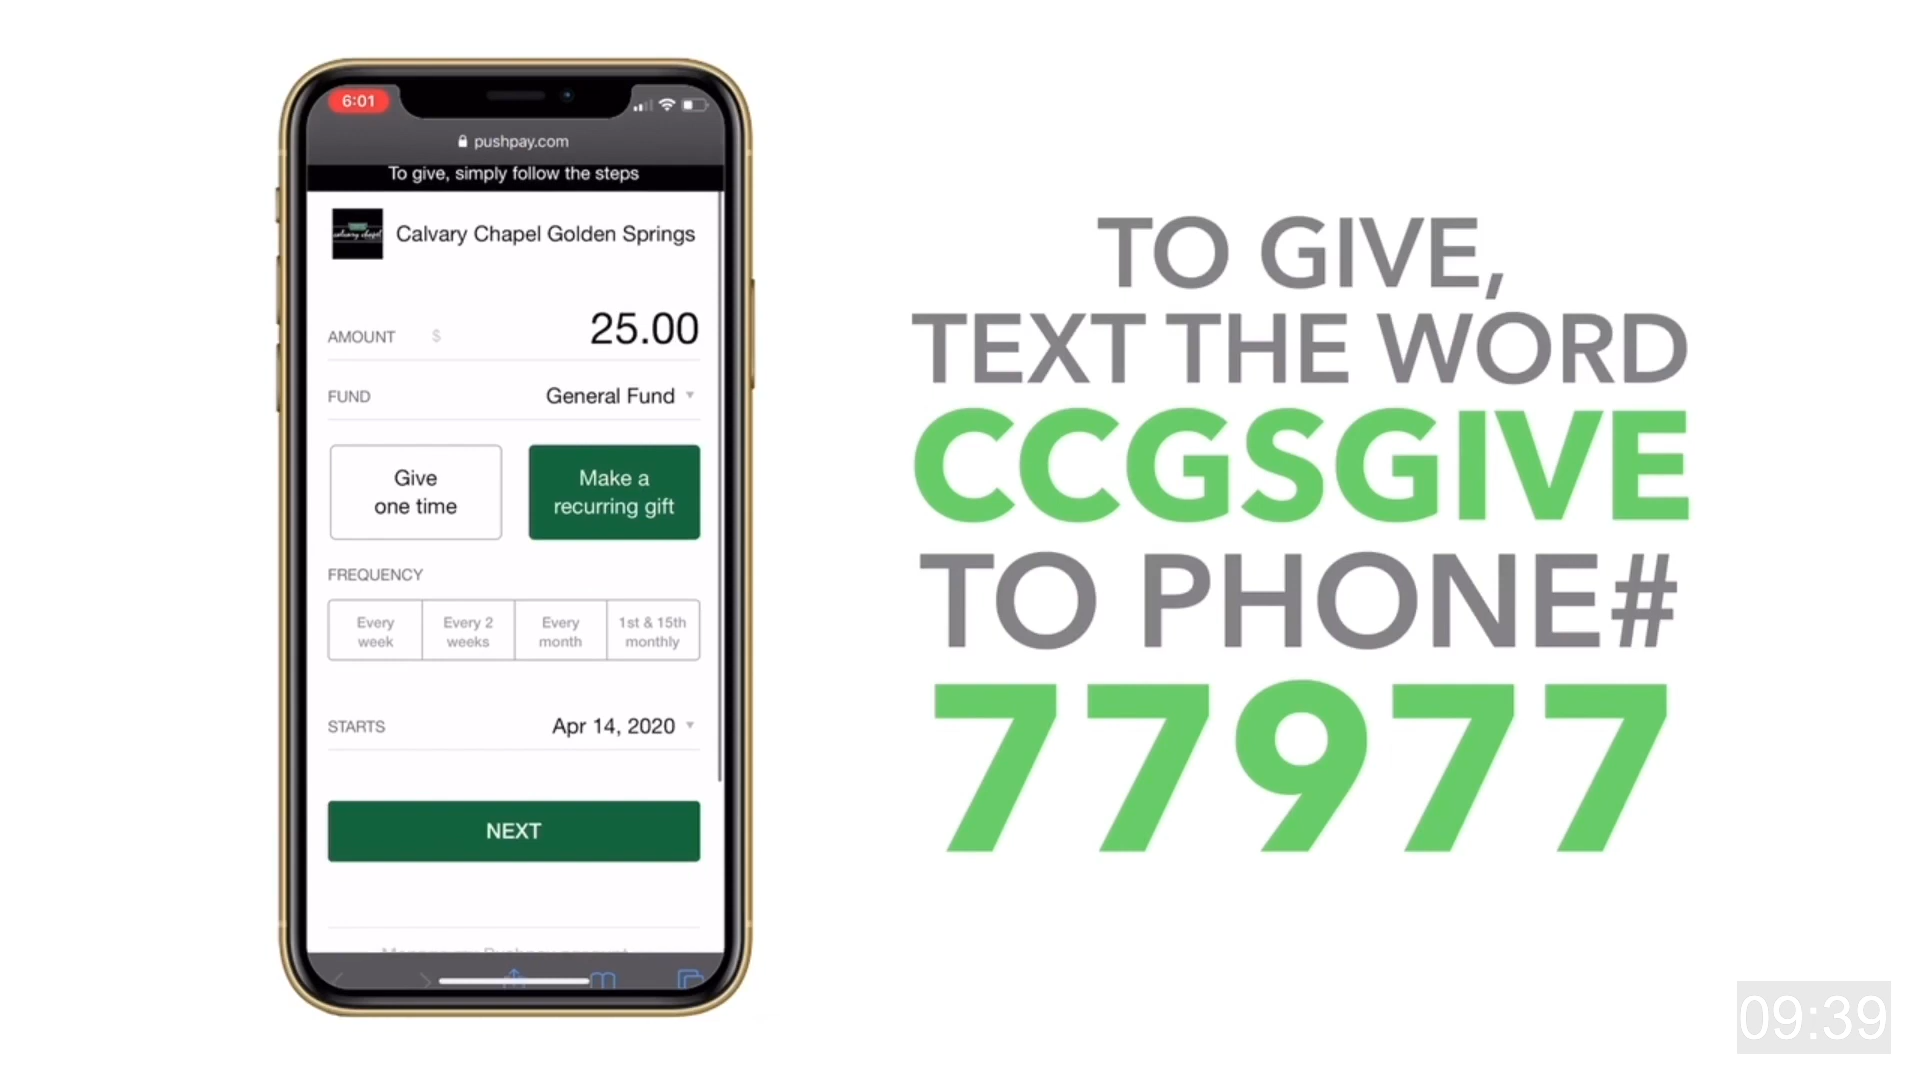 6:01
pushpay.com
To give, simply follow the steps
calvary chapel
Calvary Chapel Golden Springs
AMOUNT $ 25.00
FUND General Fund
Give
one time
Make a
recurring gift
FREQUENCY
Every
week
Every 2
weeks
Every
month
1st & 15th
monthly
STARTS Apr 14, 2020
NEXT
TO GIVE,
TEXT THE WORD
CCGSGIVE
TO PHONE#
77977
09:39